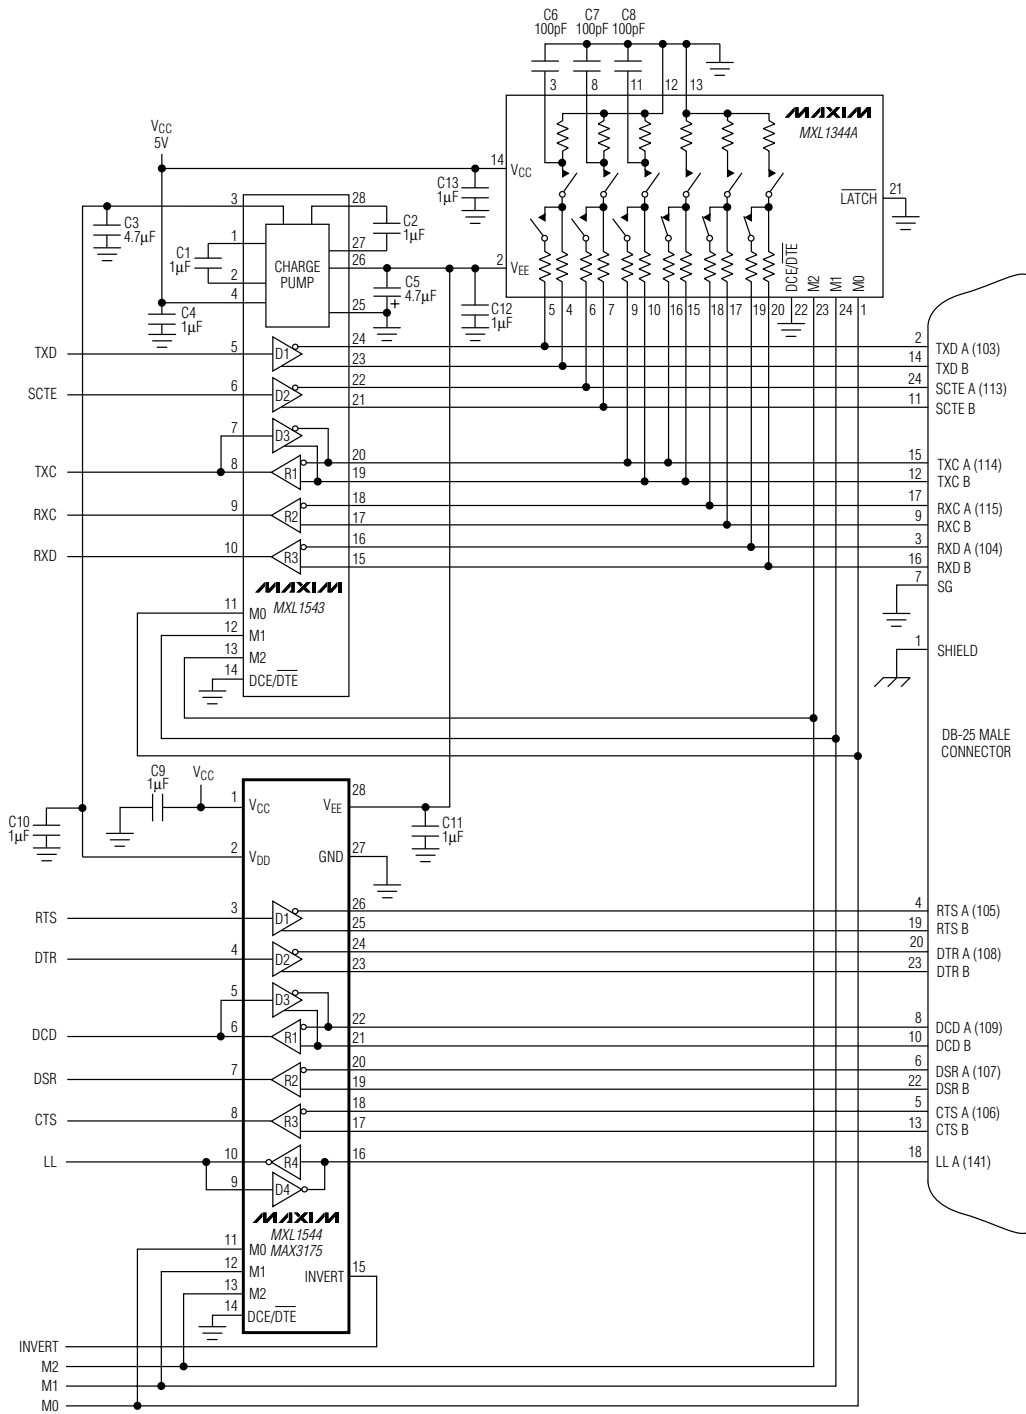 C6 C7 C8
100pF 100pF 100pF
3 8 11 12 13
MAXIM
MXL1344A
VCC
5V
14 VCC
C13
1µF
LATCH 21
3 28
C3
4.7µF
C2
1µF
1
C1
1µF
27
26
2 VEE
CHARGE
PUMP
2
C5
4.7µF
+
DCE/DTE M2 M1 M0
4
25
C4
1µF
C12
1µF
5 4 6 7 9 10 16 15 18 17 19 20 22 23 24 1
TXD 5 D1 24 2 TXD A (103)
23 14 TXD B
SCTE 6 D2 22 24 SCTE A (113)
21 11 SCTE B
7 D3
TXC 8 R1 20 15 TXC A (114)
19 12 TXC B
RXC 9 R2 18 17 RXC A (115)
17 9 RXC B
RXD 10 R3 16 3 RXD A (104)
15 16 RXD B
7 SG
MAXIM
MXL1543
11 M0
12 M1
13 M2
14 DCE/DTE
1 SHIELD
DB-25 MALE
CONNECTOR
C9
1µF
VCC
1 VCC VEE 28
C10
1µF
C11
1µF
2 VDD GND 27
RTS 3 D1 26 4 RTS A (105)
25 19 RTS B
DTR 4 D2 24 20 DTR A (108)
23 23 DTR B
5 D3
DCD 6 R1 22 8 DCD A (109)
21 10 DCD B
DSR 7 R2 20 6 DSR A (107)
19 22 DSR B
CTS 8 R3 18 5 CTS A (106)
17 13 CTS B
LL 10 R4 16 18 LL A (141)
9 D4
MAXIM
MXL1544
MAX3175
11 M0
12 M1
13 M2
14 DCE/DTE
INVERT 15
INVERT
M2
M1
M0